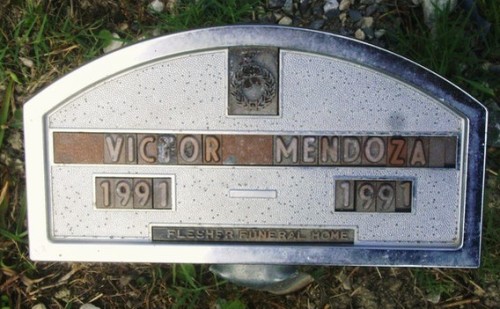 VICTOR MENDOZA
1991 1991
FLESHER FUNERAL HOME